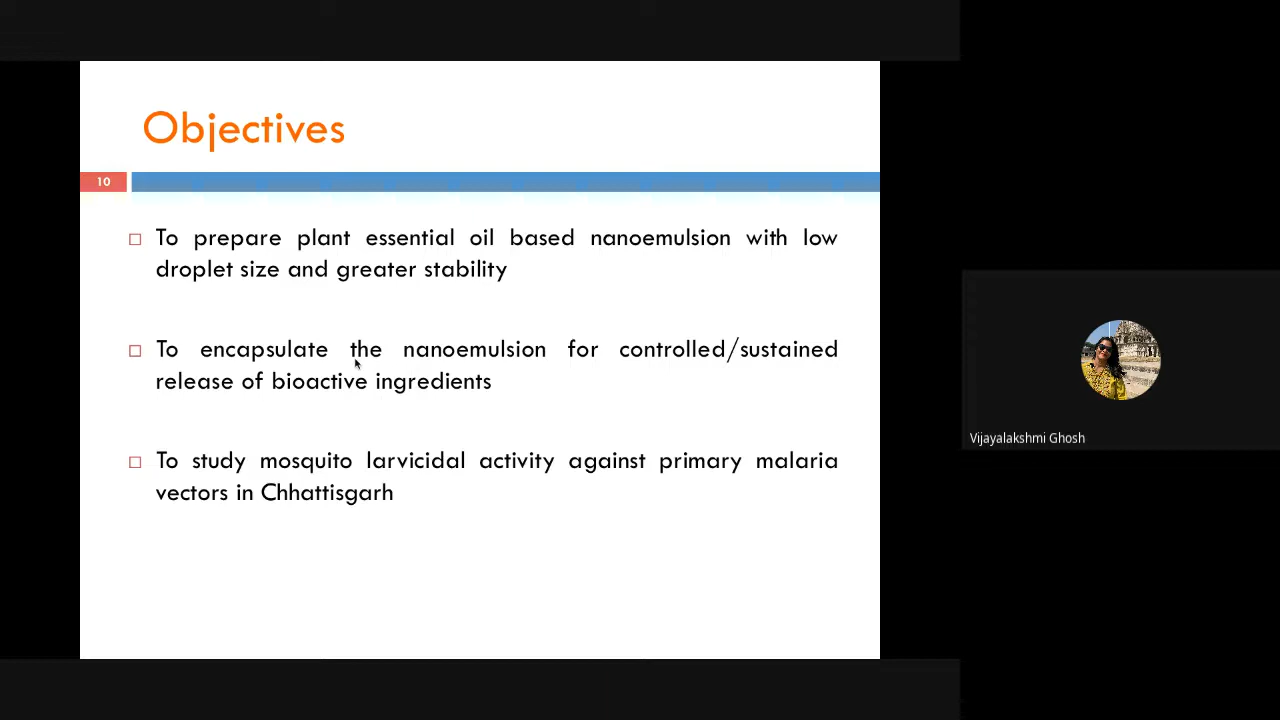 Objectives
10
To prepare plant essential oil based nanoemulsion with low
droplet size and greater stability
To encapsulate the nanoemulsion for controlled/sustained
release of bioactive ingredients
To study mosquito larvicidal activity against primary malaria
vectors in Chhattisgarh
Vijayalakshmi Ghosh